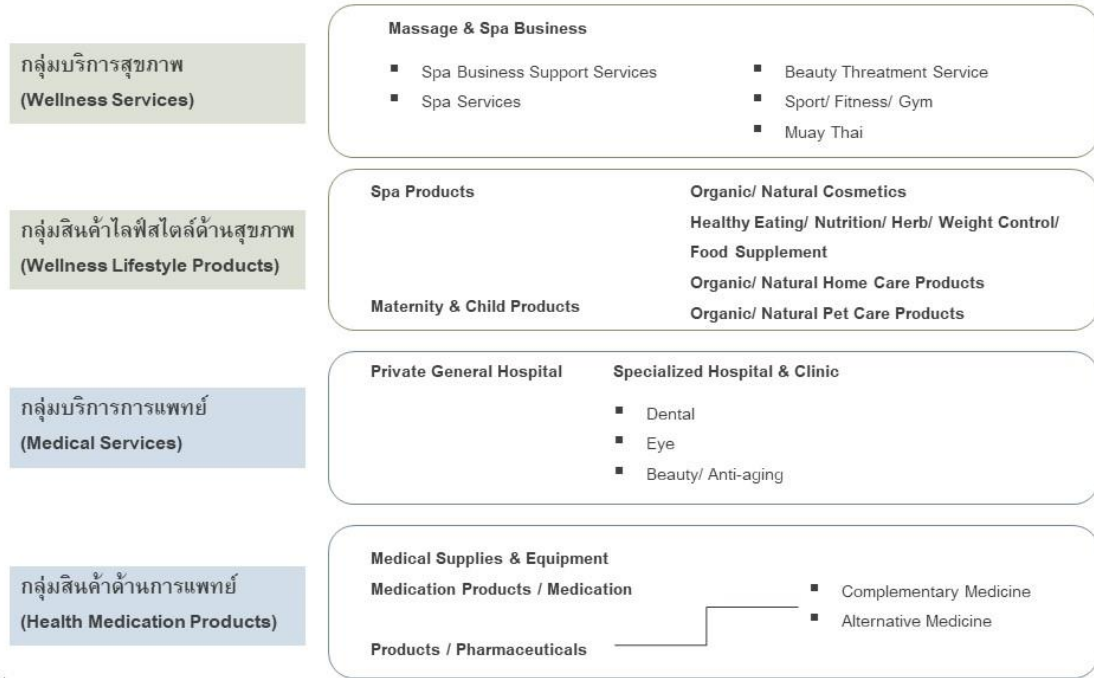 กลุ่มบริการสุขภาพ
(Wellness Services)
Massage & Spa Business
Spa Business Support Services
Spa Services
Beauty Threatment Service
Sport/ Fitness/ Gym
Muay Thai
กลุ่มสินค้าไลฟ์สไตล์ด้านสุขภาพ
(Wellness Lifestyle Products)
Spa Products
Maternity & Child Products
Organic/ Natural Cosmetics
Healthy Eating/ Nutrition/ Herb/ Weight Control/
Food Supplement
Organic/ Natural Home Care Products
Organic/ Natural Pet Care Products
กลุ่มบริการการแพทย์
(Medical Services)
Private General Hospital
Specialized Hospital & Clinic
Dental
Eye
Beauty/ Anti-aging
กลุ่มสินค้าด้านการแพทย์
(Health Medication Products)
Medical Supplies & Equipment
Medication Products / Medication
Products / Pharmaceuticals
Complementary Medicine
Alternative Medicine